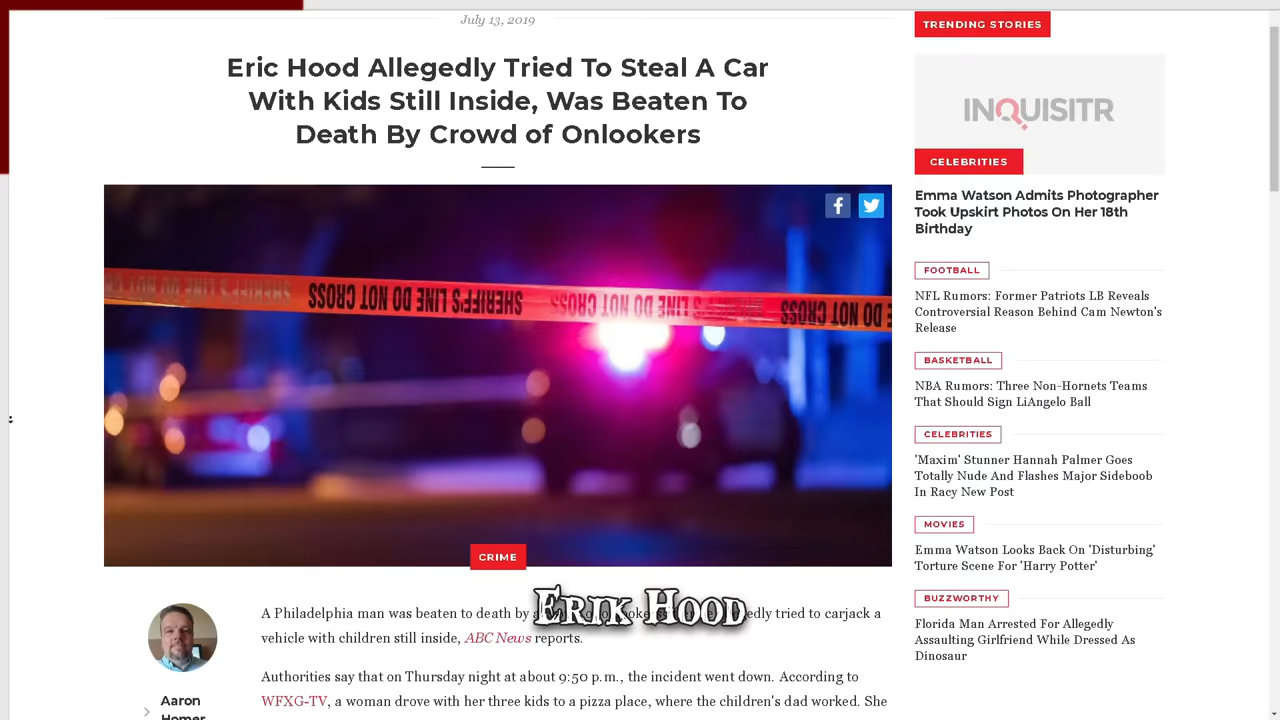 July 13, 2019
Eric Hood Allegedly Tried To Steal A Car
With Kids Still Inside, Was Beaten To
Death By Crowd of Onlookers
SHERIFF'S LINE DO NOT CROSS
SHERIFF'S LINE DO NOT CROSS
CROSS
DO NOT CROSS
CRIME
Erik Hood
A Philadelphia man was beaten to death by tried to carjack a
vehicle with children still inside, ABC News reports.
Authorities say that on Thursday night at about 9:50 p.m., the incident went down. According to
WFXG-TV, a woman drove with her three kids to a pizza place, where the children's dad worked. She
Aaron
Homer
TRENDING STORIES
INQUISITR
CELEBRITIES
Emma Watson Admits Photographer
Took Upskirt Photos On Her 18th
Birthday
FOOTBALL
NFL Rumors: Former Patriots LB Reveals
Controversial Reason Behind Cam Newton's
Release
BASKETBALL
NBA Rumors: Three Non-Hornets Teams
That Should Sign LiAngelo Ball
CELEBRITIES
'Maxim' Stunner Hannah Palmer Goes
Totally Nude And Flashes Major Sideboob
In Racy New Post
MOVIES
Emma Watson Looks Back On 'Disturbing'
Torture Scene For 'Harry Potter'
BUZZWORTHY
Florida Man Arrested For Allegedly
Assaulting Girlfriend While Dressed As
Dinosaur